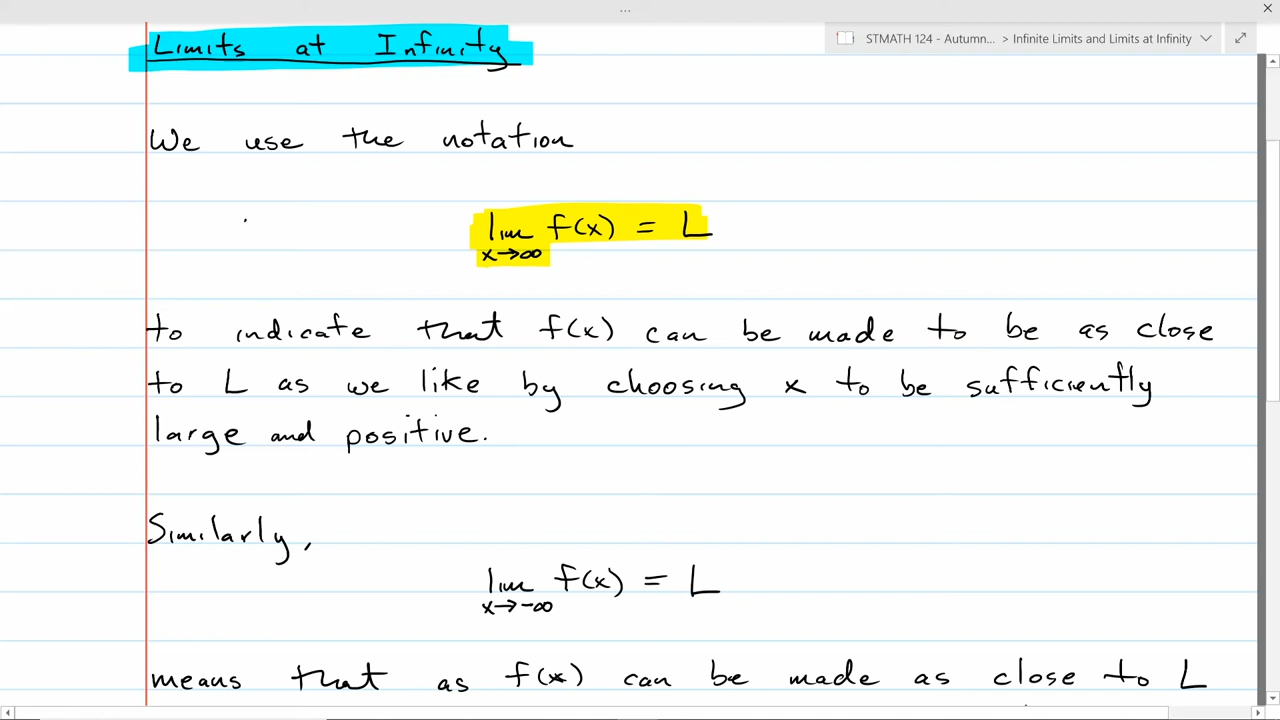 ...
STMATH 124 - Autumn... > Infinite Limits and Limits at Infinity
Limits at Infinity
We use the notation
lim f(x) = L
x→∞
to indicate that f(x) can be made to be as close
to L as we like by choosing x to be sufficiently
large and positive.
Similarly,
lim f(x) = L
x→-∞
means that as f(x) can be made as close to L